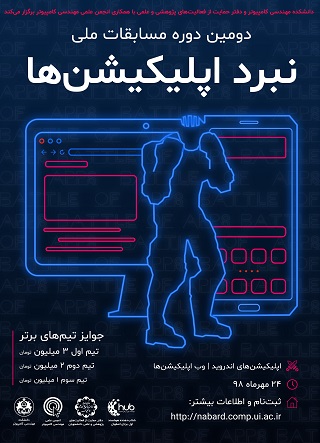 دانشکده مهندسی کامپیوتر و دفتر حمایت از فعالیت‌های پژوهشی و علمی با همکاری انجمن علمی مهندسی کامپیوتر برگزار می‌کند
دومین دوره مسابقات ملی
نبرد اپلیکیشن‌ها
جوایز تیم‌های برتر
تیم اول ۳ میلیون تومان
تیم دوم ۲ میلیون تومان
تیم سوم ۱ میلیون تومان
اپلیکیشن‌های اندروید | وب اپلیکیشن‌ها
۲۴ مهرماه ۹۸
ثبت‌نام و اطلاعات بیشتر:
http://nabard.comp.ui.ac.ir
hub